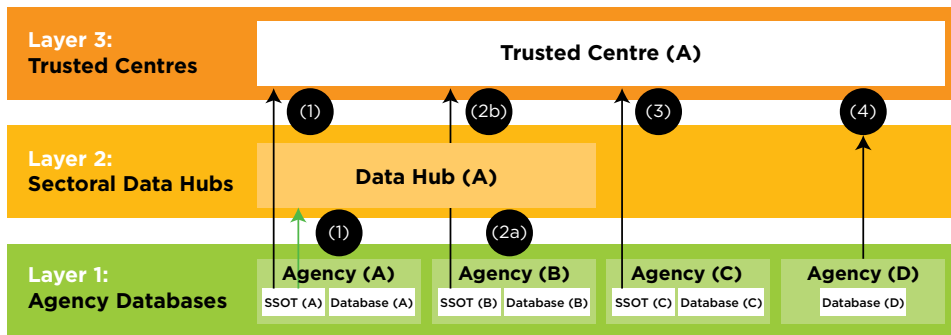 Layer 3:
Trusted Centres
Trusted Centre (A)
(1)
(2b)
(3)
(4)
Layer 2:
Sectoral Data Hubs
Data Hub (A)
(1)
(2a)
Layer 1:
Agency Databases
Agency (A)
SSOT (A)
Database (A)
Agency (B)
SSOT (B)
Database (B)
Agency (C)
SSOT (C)
Database (C)
Agency (D)
Database (D)